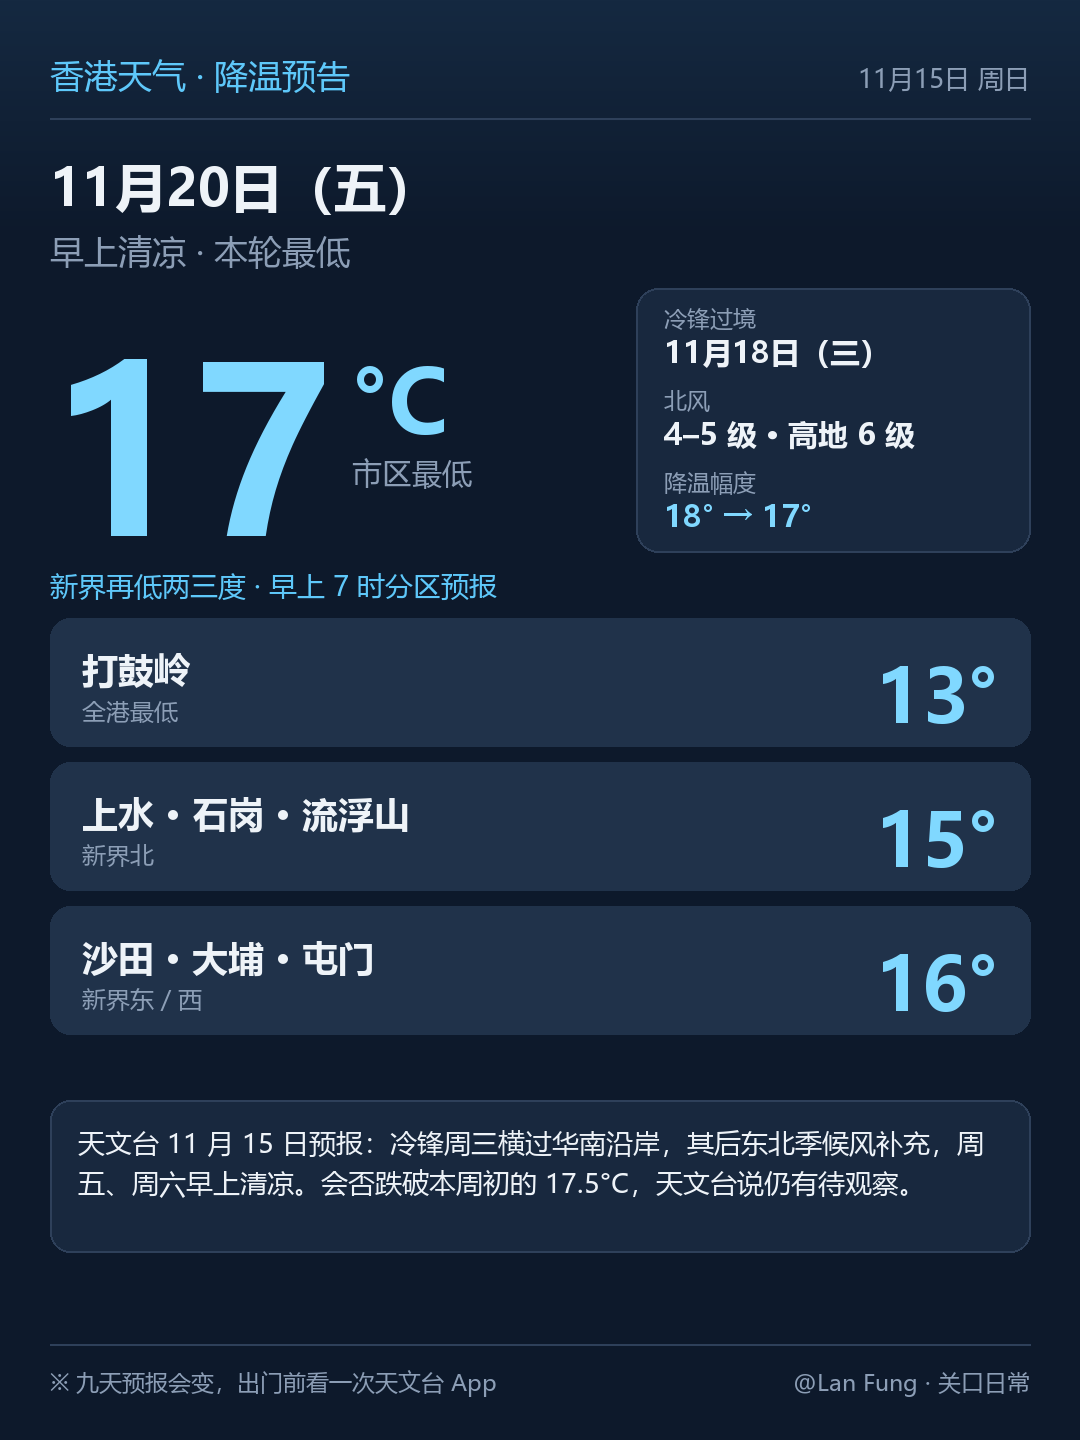 香港天气 · 降温预告
11月15日 周日
11月20日（五）
早上清凉 · 本轮最低
17 °C
市区最低
冷锋过境
11月18日（三）
北风
4–5 级 • 高地 6 级
降温幅度
18° → 17°
新界再低两三度 · 早上 7 时分区预报
打鼓岭
全港最低
13°
上水 • 石岗 • 流浮山
新界北
15°
沙田 • 大埔 • 屯门
新界东 / 西
16°
天文台 11 月 15 日预报：冷锋周三横过华南沿岸，其后东北季候风补充，周
五、周六早上清凉。会否跌破本周初的 17.5°C，天文台说仍有待观察。
※ 九天预报会变，出门前看一次天文台 App
@Lan Fung · 关口日常